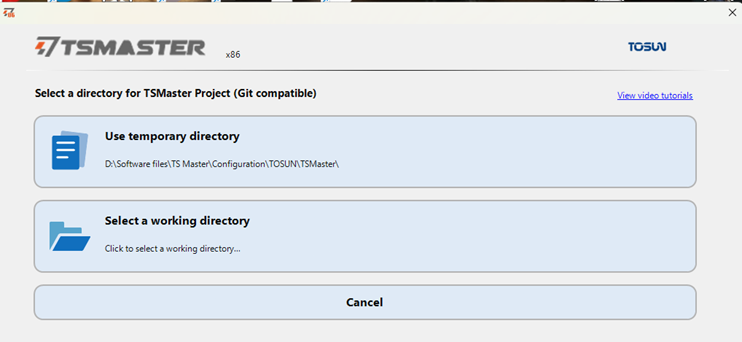 TSMASTER
x86
TOSUN
Select a directory for TSMaster Project (Git compatible)
View video tutorials
Use temporary directory
D:\Software files\TS Master\Configuration\TOSUN\TSMaster\
Select a working directory
Click to select a working directory...
Cancel